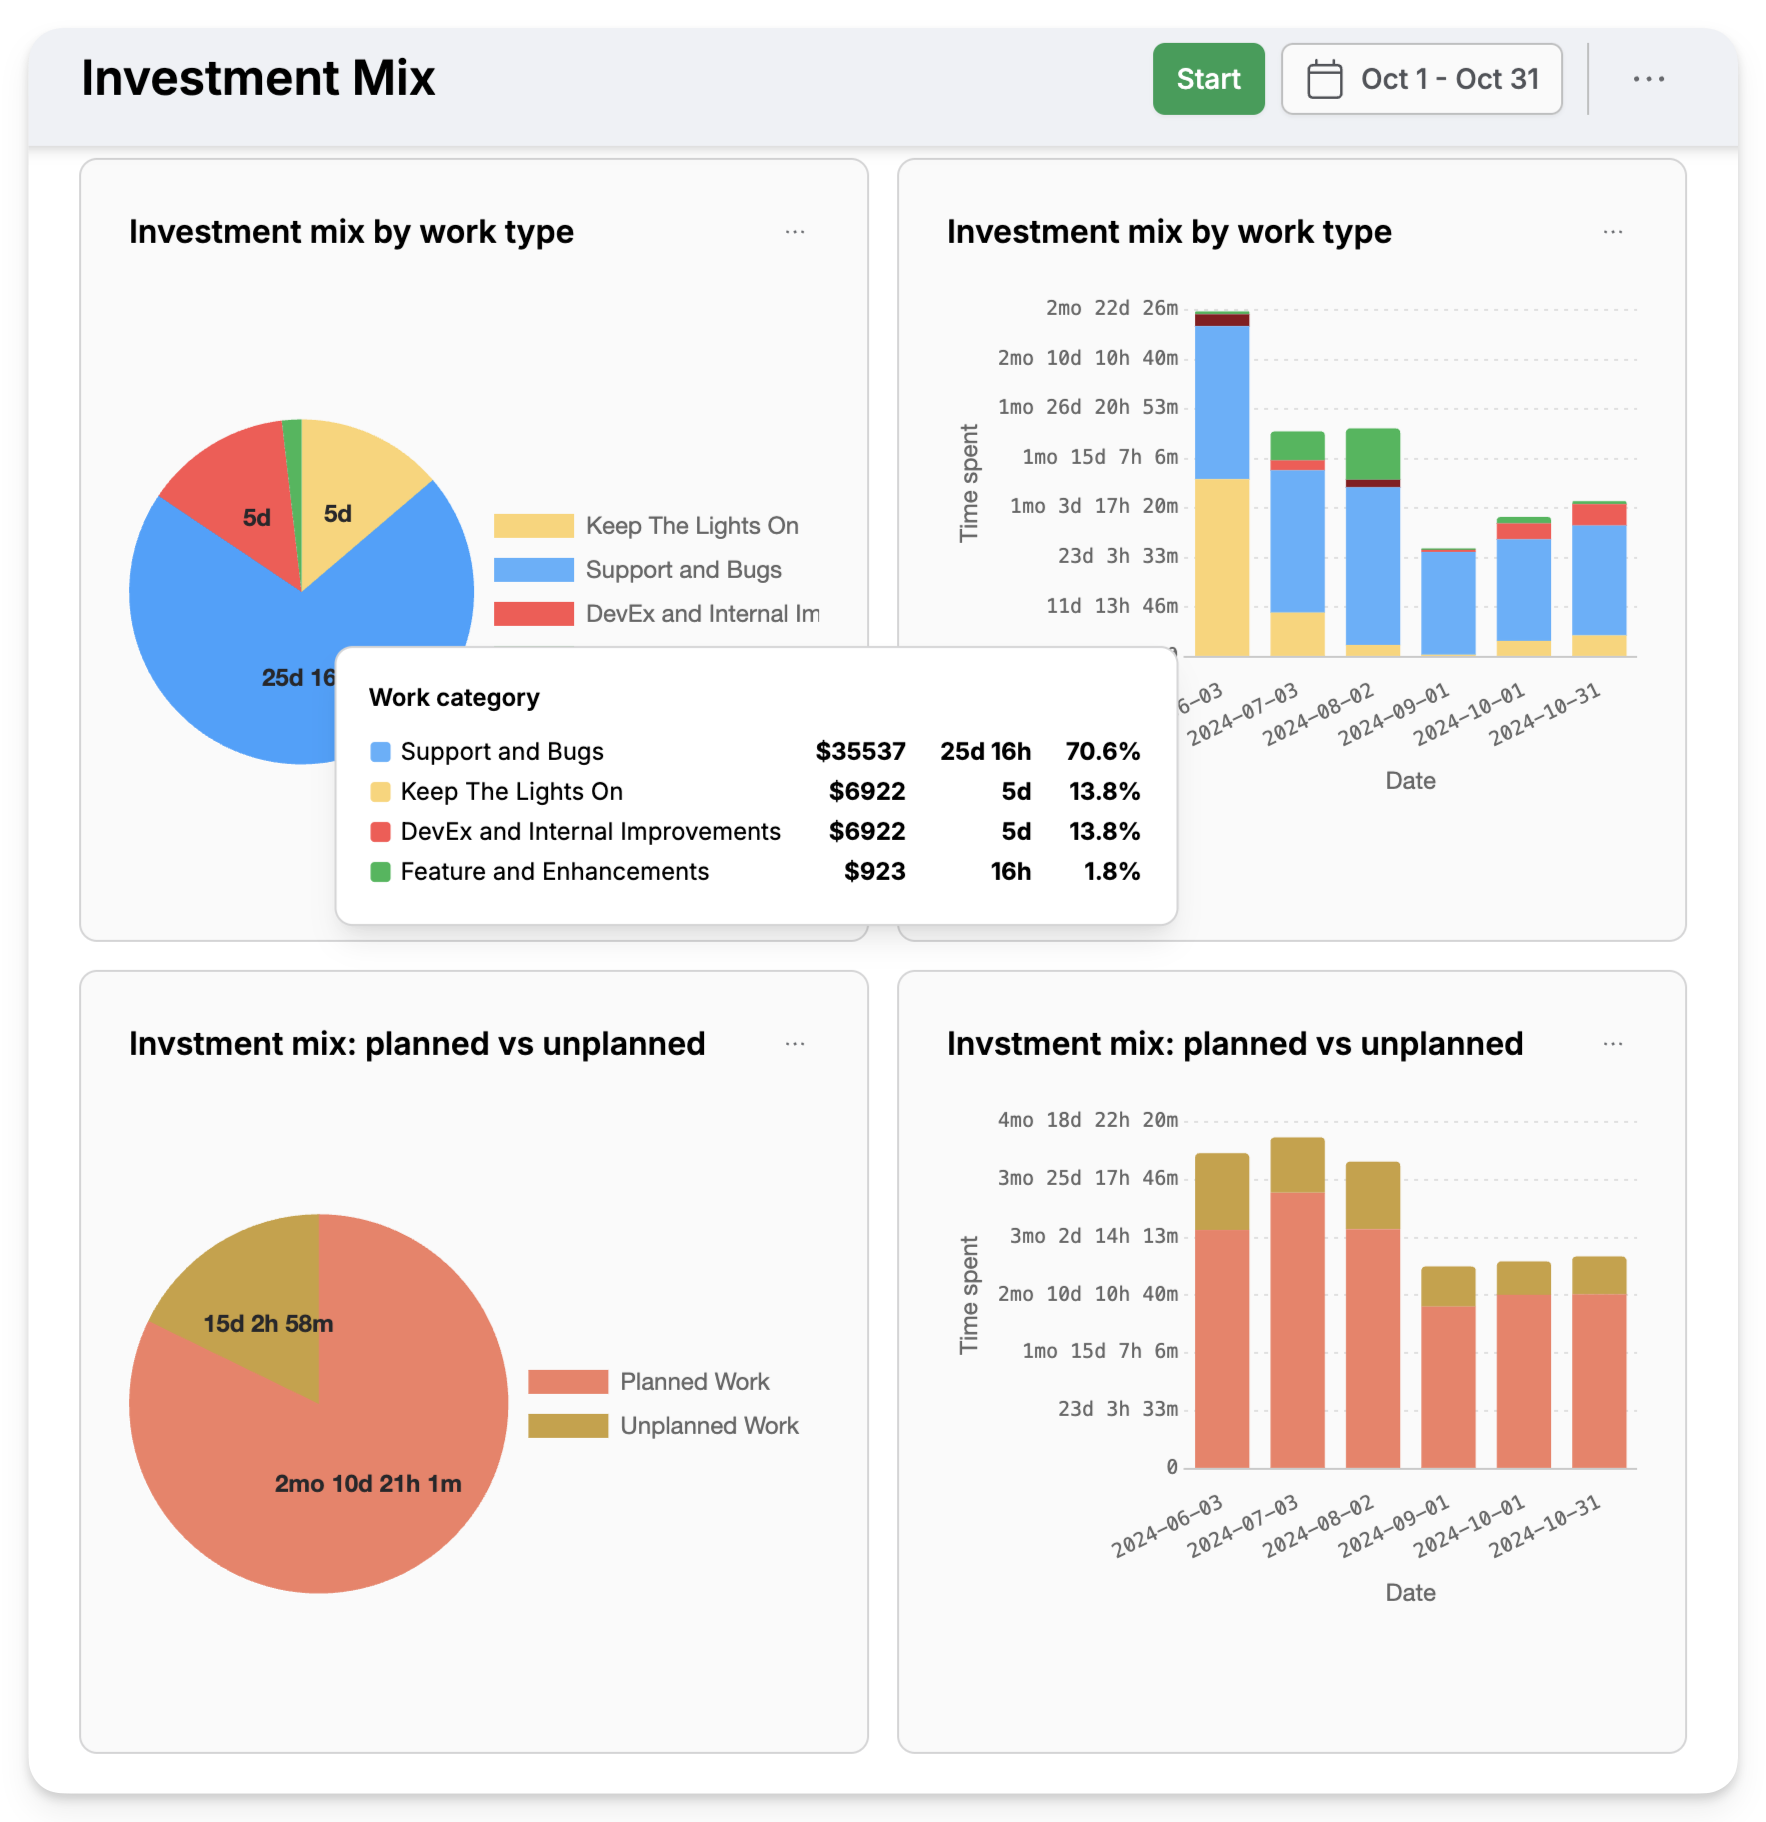 Investment Mix
Start
Oct 1 - Oct 31
Investment mix by work type
5d
5d
25d 16
Keep The Lights On
Support and Bugs
DevEx and Internal Im
Work category
Support and Bugs $35537 25d 16h 70.6%
Keep The Lights On $6922 5d 13.8%
DevEx and Internal Improvements $6922 5d 13.8%
Feature and Enhancements $923 16h 1.8%
Investment mix by work type
Time spent
2mo 22d 26m
2mo 10d 10h 40m
1mo 26d 20h 53m
1mo 15d 7h 6m
1mo 3d 17h 20m
23d 3h 33m
11d 13h 46m
6-03
2024-07-03
2024-08-02
2024-09-01
2024-10-01
2024-10-31
Date
Invstment mix: planned vs unplanned
15d 2h 58m
2mo 10d 21h 1m
Planned Work
Unplanned Work
Invstment mix: planned vs unplanned
Time spent
4mo 18d 22h 20m
3mo 25d 17h 46m
3mo 2d 14h 13m
2mo 10d 10h 40m
1mo 15d 7h 6m
23d 3h 33m
0
2024-06-03
2024-07-03
2024-08-02
2024-09-01
2024-10-01
2024-10-31
Date